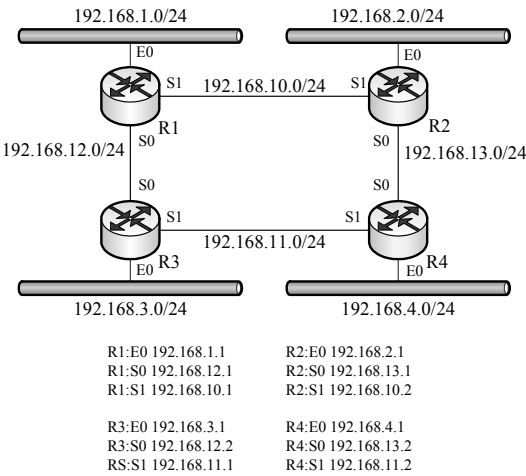 192.168.1.0/24 192.168.2.0/24
E0 E0
S1 192.168.10.0/24 S1
R1 R2
S0 S0
192.168.12.0/24 192.168.13.0/24
S0 S0
S1 192.168.11.0/24 S1
R3 R4
E0 E0
192.168.3.0/24 192.168.4.0/24
R1:E0 192.168.1.1 R2:E0 192.168.2.1
R1:S0 192.168.12.1 R2:S0 192.168.13.1
R1:S1 192.168.10.1 R2:S1 192.168.10.2
R3:E0 192.168.3.1 R4:E0 192.168.4.1
R3:S0 192.168.12.2 R4:S0 192.168.13.2
RS:S1 192.168.11.1 R4:S1 192.168.11.2